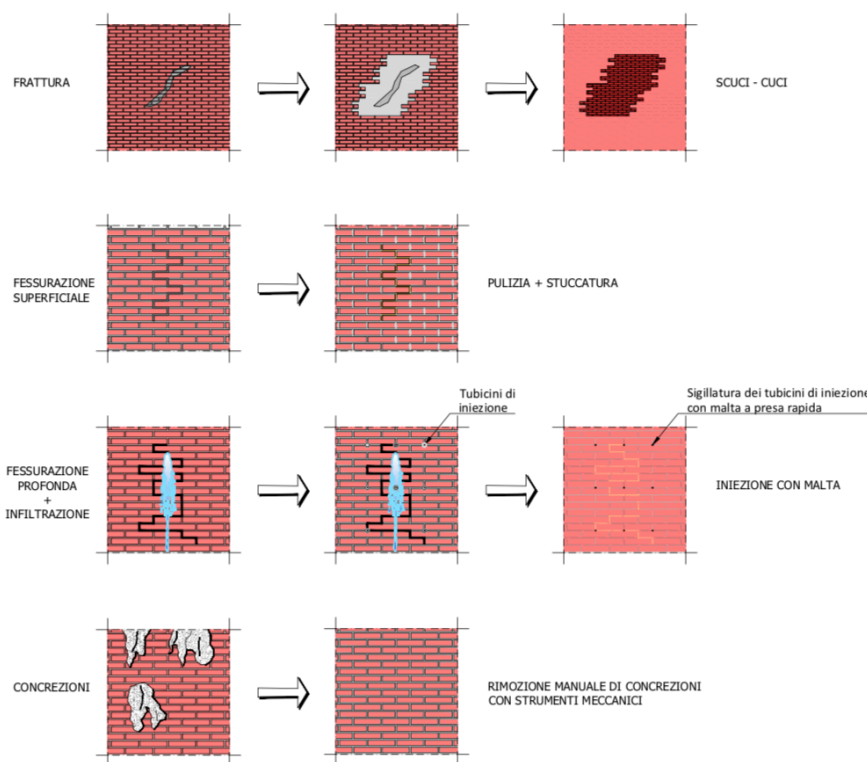 FRATTURA
SCUCI - CUCI
FESSURAZIONE
SUPERFICIALE
PULIZIA + STUCCATURA
Tubicini di
iniezione
Sigillatura dei tubicini di iniezione
con malta a presa rapida
FESSURAZIONE
PROFONDA
+
INFILTRAZIONE
INIEZIONE CON MALTA
CONCREZIONI
RIMOZIONE MANUALE DI CONCREZIONI
CON STRUMENTI MECCANICI